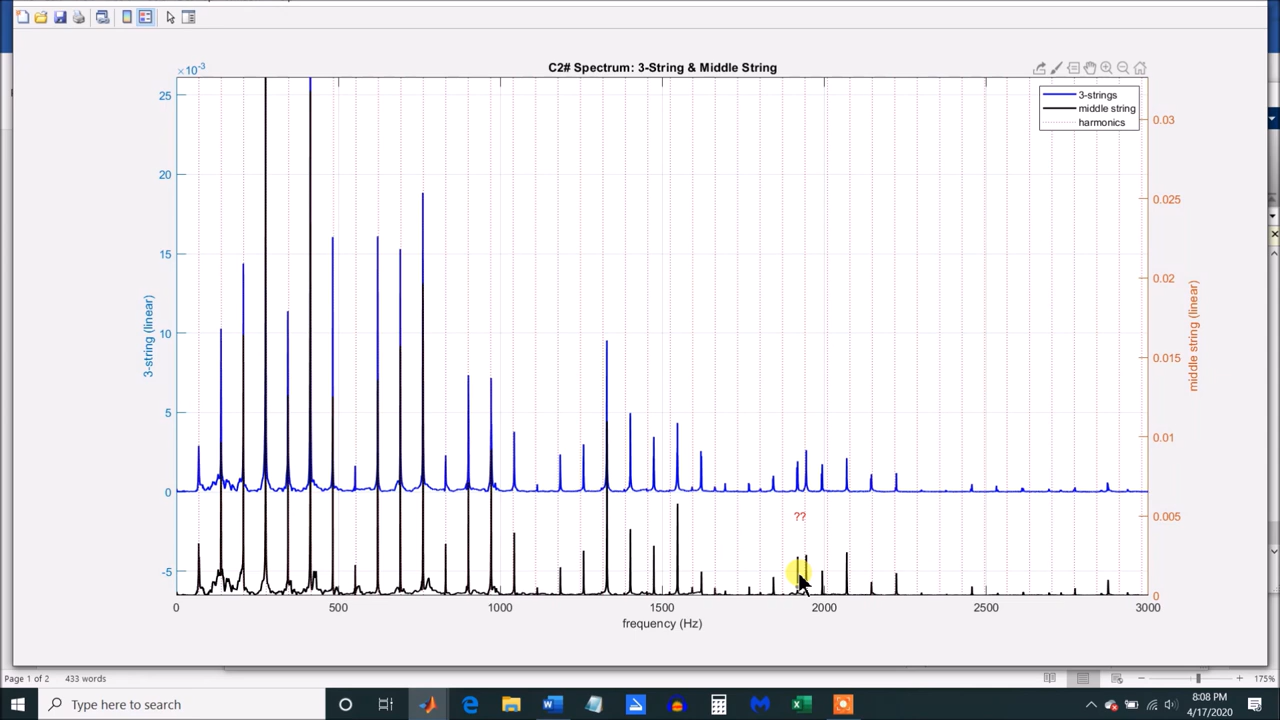 C2# Spectrum: 3-String & Middle String
×10⁻³
25
20
15
10
5
0
-5
3-string (linear)
0.03
0.025
0.02
0.015
0.01
0.005
0
middle string (linear)
3-strings
middle string
harmonics
??
0
500
1000
1500
2000
2500
3000
frequency (Hz)
Page 1 of 2
433 words
175%
Type here to search
8:08 PM
4/17/2020